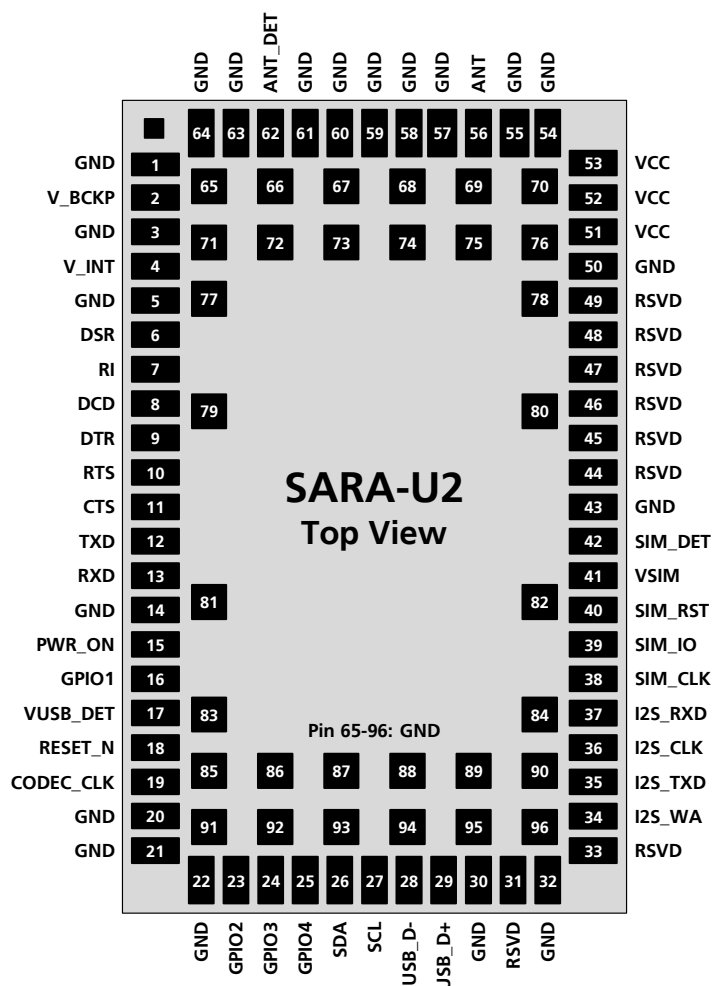 GND GND ANT_DET GND GND GND GND GND ANT GND GND
64 63 62 61 60 59 58 57 56 55 54
GND 1 53 VCC
65 66 67 68 69 70
V_BCKP 2 52 VCC
GND 3 51 VCC
71 72 73 74 75 76
V_INT 4 50 GND
GND 5 77 78 49 RSVD
DSR 6 48 RSVD
RI 7 47 RSVD
DCD 8 79 80 46 RSVD
DTR 9 45 RSVD
RTS 10 44 RSVD
SARA-U2
CTS 11 43 GND
Top View
TXD 12 42 SIM_DET
RXD 13 41 VSIM
81 82
GND 14 40 SIM_RST
PWR_ON 15 39 SIM_IO
GPIO1 16 38 SIM_CLK
VUSB_DET 17 83 84 37 I2S_RXD
Pin 65-96: GND
RESET_N 18 36 I2S_CLK
85 86 87 88 89 90
CODEC_CLK 19 35 I2S_TXD
GND 20 34 I2S_WA
91 92 93 94 95 96
GND 21 33 RSVD
22 23 24 25 26 27 28 29 30 31 32
GND GPIO2 GPIO3 GPIO4 SDA SCL USB_D- USB_D+ GND RSVD GND